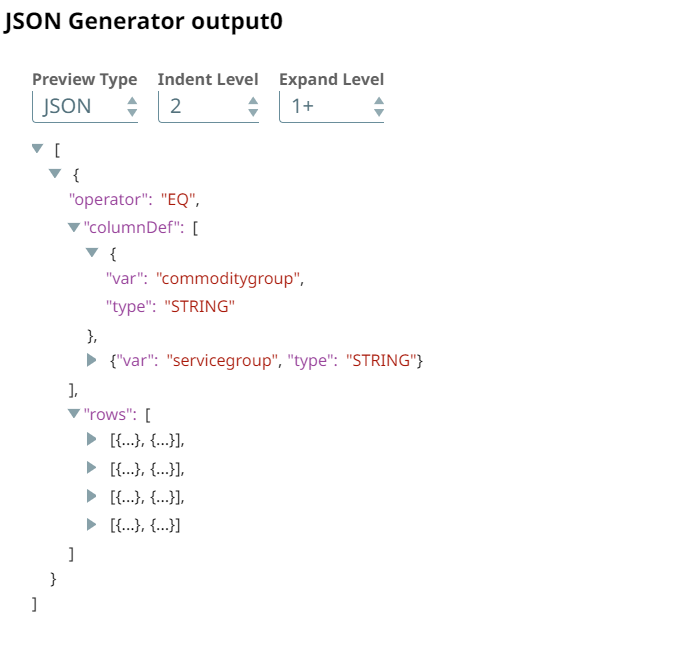 JSON Generator output0
Preview Type Indent Level Expand Level
JSON 2 1+
[
{
"operator": "EQ",
"columnDef": [
{
"var": "commoditygroup",
"type": "STRING"
},
{"var": "servicegroup", "type": "STRING"}
],
"rows": [
[{...}, {...}],
[{...}, {...}],
[{...}, {...}],
[{...}, {...}]
]
}
]